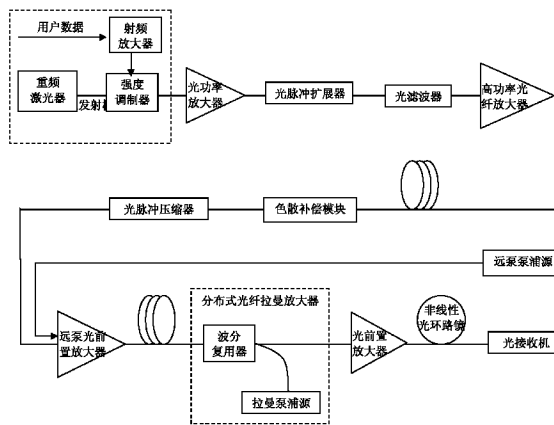 用户数据
射频
放大器
重频
激光器
发射机
强度
调制器
光功率
放大器
光脉冲扩展器
光滤波器
高功率光
纤放大器
光脉冲压缩器
色散补偿模块
远泵泵浦源
远泵光前
置放大器
分布式光纤拉曼放大器
波分
复用器
拉曼泵浦源
光前置
放大器
非线性
光环路镜
光接收机